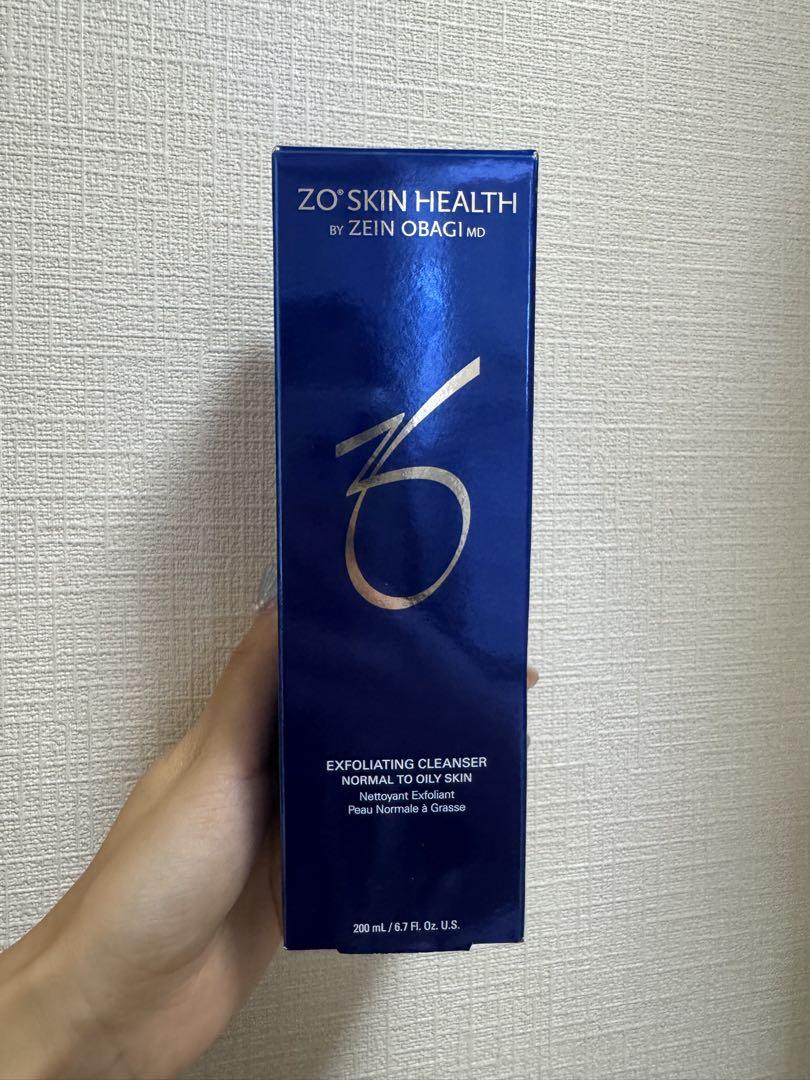 ZO® SKIN HEALTH
BY ZEIN OBAGI MD
ZO
EXFOLIATING CLEANSER
NORMAL TO OILY SKIN
Nettoyant Exfoliant
Peau Normale à Grasse
200 mL / 6.7 Fl. Oz. U.S.